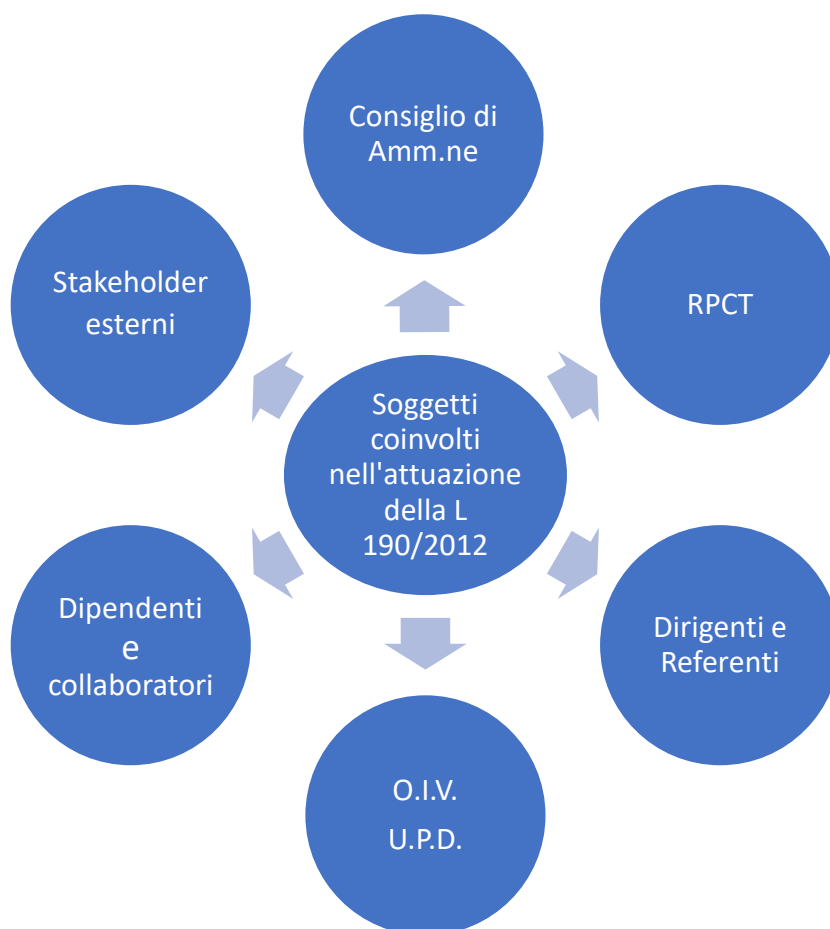 Consiglio di
Amm.ne
Stakeholder
esterni
RPCT
Soggetti
coinvolti
nell'attuazione
della L
190/2012
Dipendenti
e
collaboratori
Dirigenti e
Referenti
O.I.V.
U.P.D.